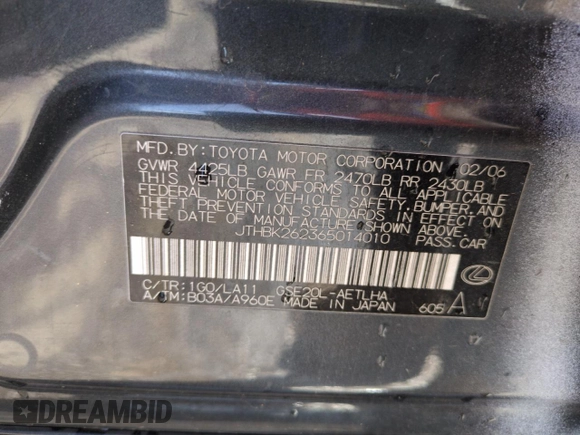 MFD.BY:TOYOTA MOTOR CORPORATION 02/06
GVWR 4425LB GAWR FR 2470LB RR 2430LB
THIS VEHICLE CONFORMS TO ALL APPLICABLE
FEDERAL MOTOR VEHICLE SAFETY,BUMPER,AND
THEFT PREVENTION STANDARDS IN EFFECT ON
THE DATE OF MANUFACTURE SHOWN ABOVE.
JTHBK262365014010 PASS.CAR
C/TR:1G0/LA11 GSE20L-AETLHA
A/TM:B03A/A960E MADE IN JAPAN 605 A
DREAMBID